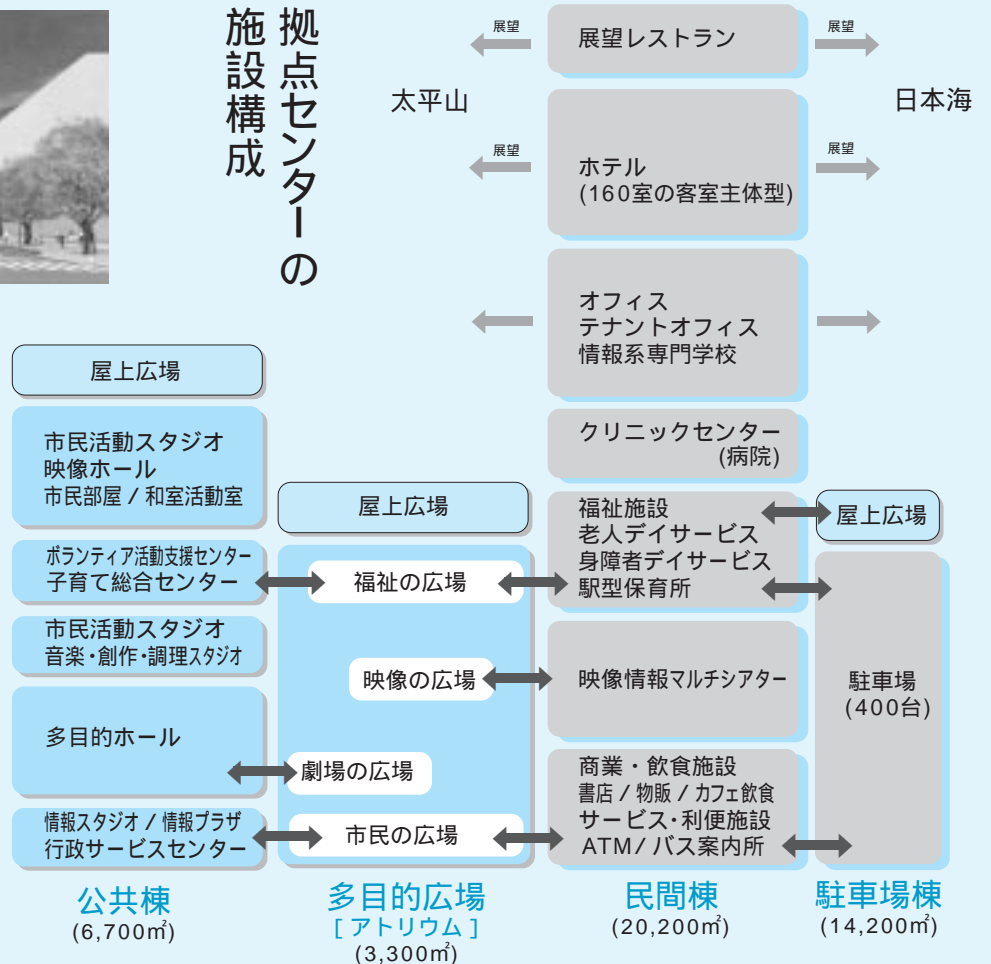 拠点センターの
施設構成
展望
展望レストラン
展望
太平山
日本海
展望
ホテル
(160室の客室主体型)
展望
オフィス
テナントオフィス
情報系専門学校
クリニックセンター
(病院)
屋上広場
市民活動スタジオ
映像ホール
市民部屋 / 和室活動室
ボランティア活動支援センター
子育て総合センター
市民活動スタジオ
音楽・創作・調理スタジオ
多目的ホール
情報スタジオ / 情報プラザ
行政サービスセンター
公共棟
(6,700㎡)
屋上広場
福祉の広場
映像の広場
劇場の広場
市民の広場
多目的広場
[ アトリウム ]
(3,300㎡)
福祉施設
老人デイサービス
身障者デイサービス
駅型保育所
映像情報マルチシアター
商業・飲食施設
書店 / 物販 / カフェ飲食
サービス・利便施設
ATM/ バス案内所
民間棟
(20,200㎡)
屋上広場
駐車場
(400台)
駐車場棟
(14,200㎡)